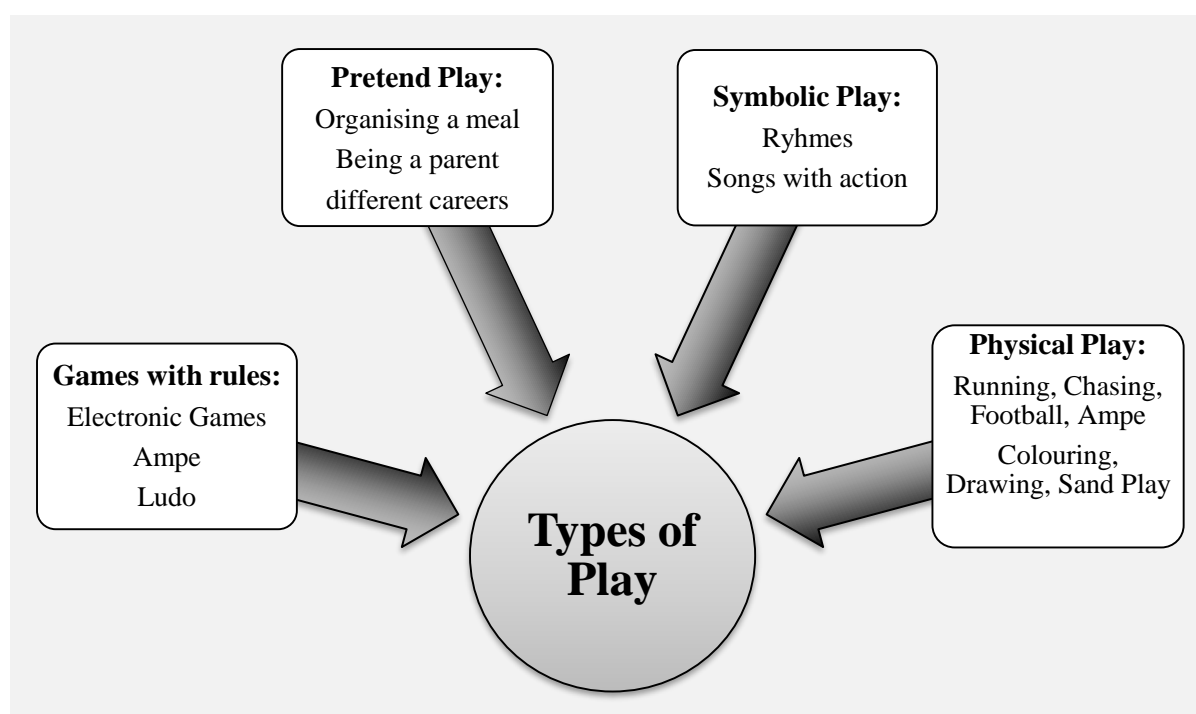 Pretend Play:
Organising a meal
Being a parent
different careers
Symbolic Play:
Ryhmes
Songs with action
Games with rules:
Electronic Games
Ampe
Ludo
Physical Play:
Running, Chasing,
Football, Ampe
Colouring,
Drawing, Sand Play
Types of
Play